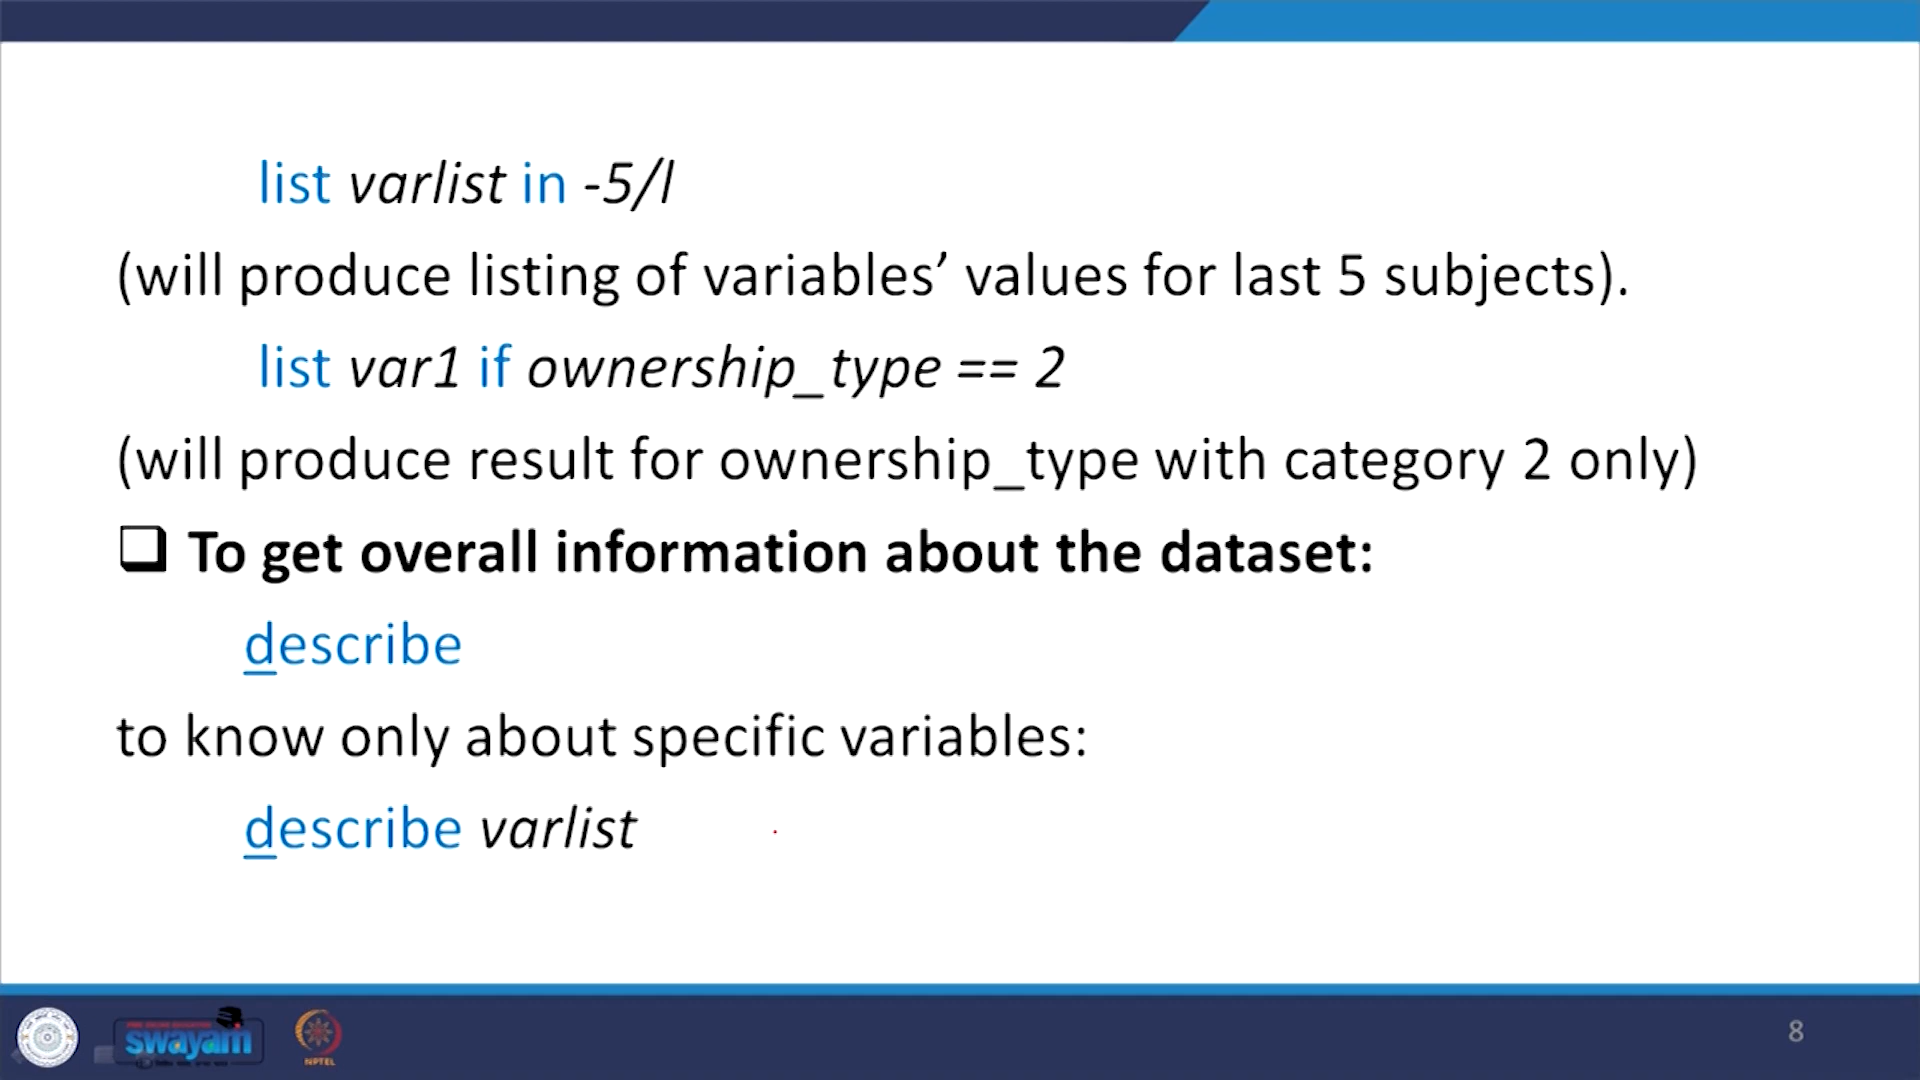 list varlist in -5/l
(will produce listing of variables’ values for last 5 subjects).
list var1 if ownership_type == 2
(will produce result for ownership_type with category 2 only)
❑ To get overall information about the dataset:
describe
to know only about specific variables:
describe varlist
swayam
NPTEL
8